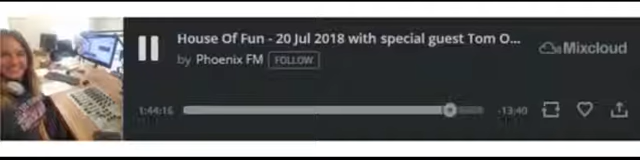 House Of Fun - 20 Jul 2018 with special guest Tom O...
by Phoenix FM FOLLOW
Mixcloud
1:44:16 -13:40